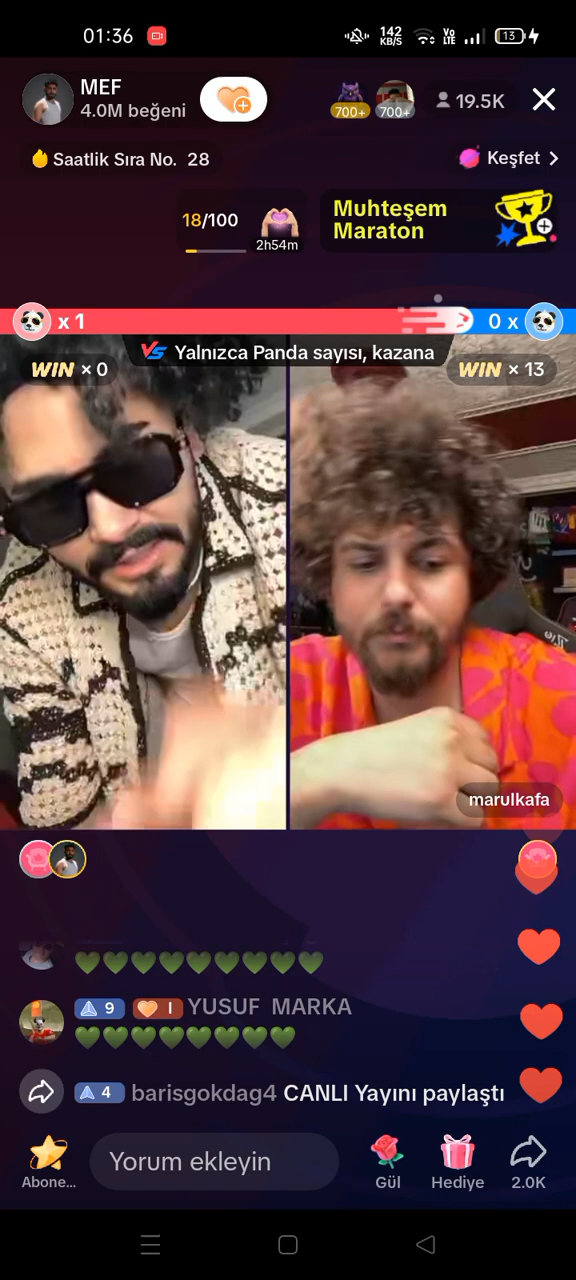 01:36
142
KB/S
Vo
LTE
13
MEF
4.0M beğeni
700+
700+
19.5K
Saatlik Sıra No. 28
Keşfet
18/100
2h54m
Muhteşem
Maraton
x 1
0 x
VS Yalnızca Panda sayısı, kazana
WIN × 0
WIN × 13
marulkafa
9
I
YUSUF MARKA
4
barisgokdag4 CANLI Yayını paylaştı
Yorum ekleyin
Abone...
Gül
Hediye
2.0K